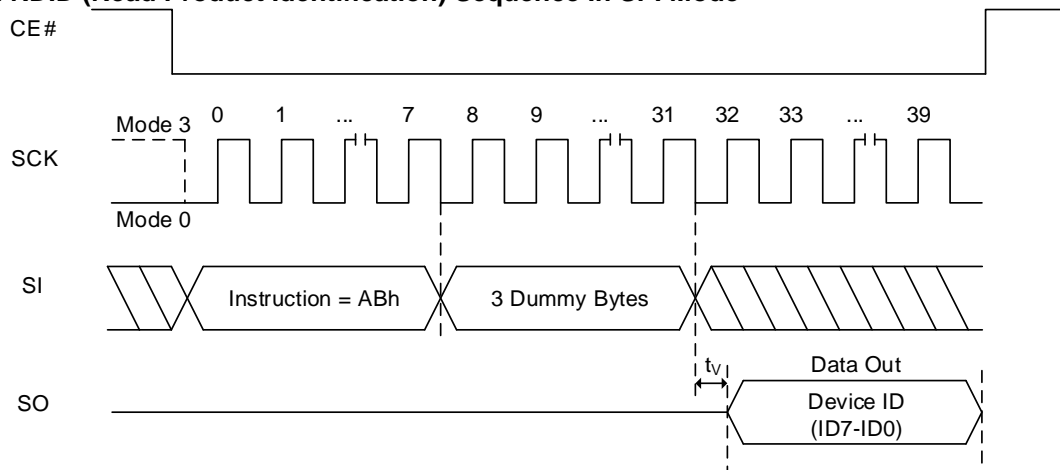 RDID (Read Product Identification) Sequence In SPI Mode
CE#
Mode 3 0 1 ... 7 8 9 ... 31 32 33 ... 39
SCK
Mode 0
SI Instruction = ABh 3 Dummy Bytes
tV Data Out
SO Device ID
(ID7-ID0)